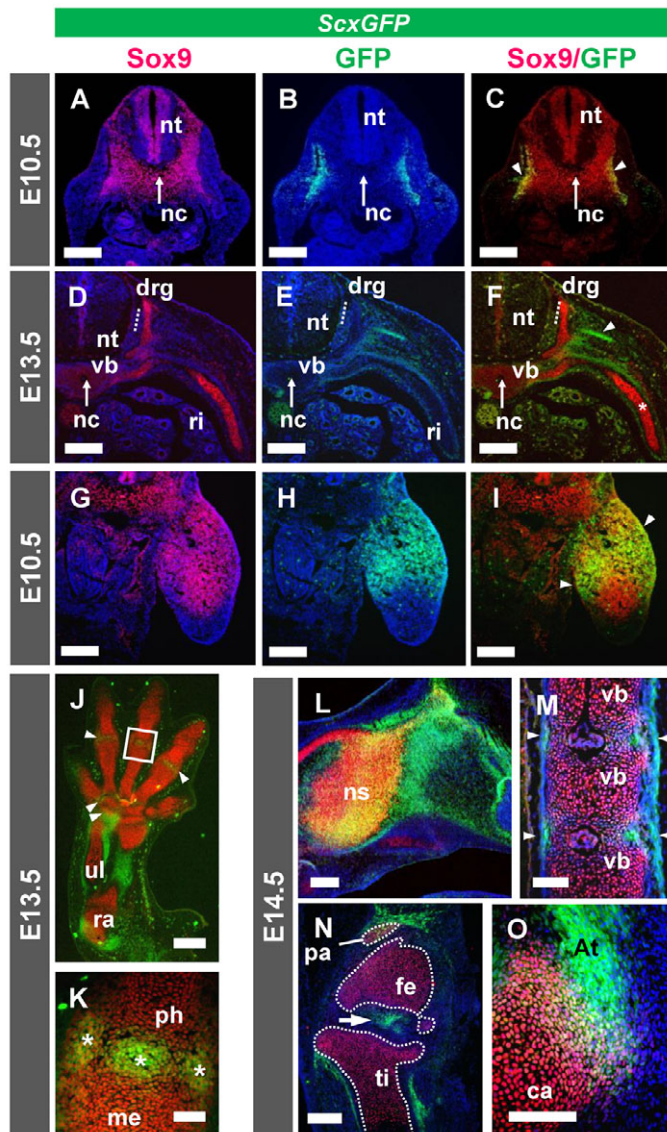 ScxGFP
Sox9 GFP Sox9/GFP
E10.5
A nt nc
B nt nc
C nt nc
E13.5
D drg nt vb nc ri
E drg nt vb nc ri
F drg nt vb nc *
E10.5
G
H
I
E13.5
J ul ra
K ph * * * me
E14.5
L ns
M vb vb vb
N pa fe ti
O At ca